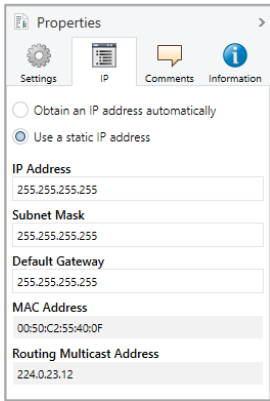 Properties
Settings
IP
Comments
Information
Obtain an IP address automatically
Use a static IP address
IP Address
255.255.255.255
Subnet Mask
255.255.255.255
Default Gateway
255.255.255.255
MAC Address
00:50:C2:55:40:0F
Routing Multicast Address
224.0.23.12